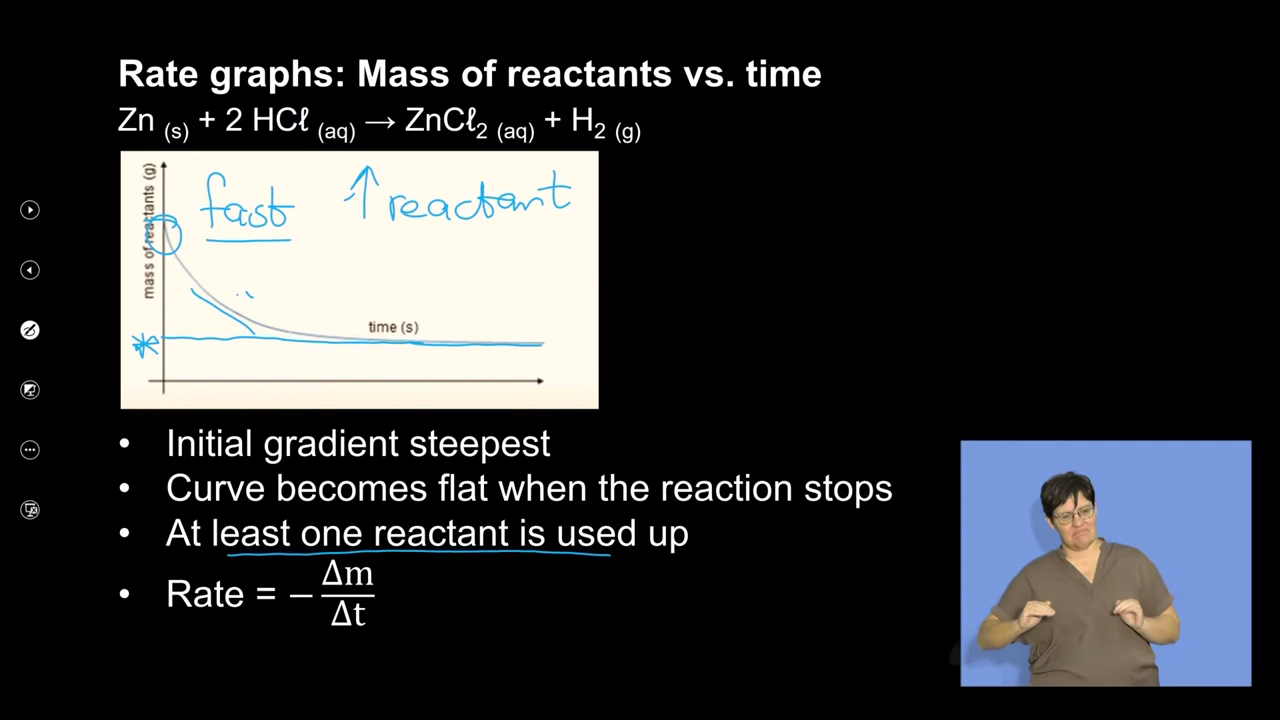 Rate graphs: Mass of reactants vs. time
Zn (s) + 2 HCℓ (aq) → ZnCℓ2 (aq) + H2 (g)
mass of reactants (g)
fast ↑ reactant
time (s)
*
• Initial gradient steepest
• Curve becomes flat when the reaction stops
• At least one reactant is used up
• Rate = − Δm/Δt